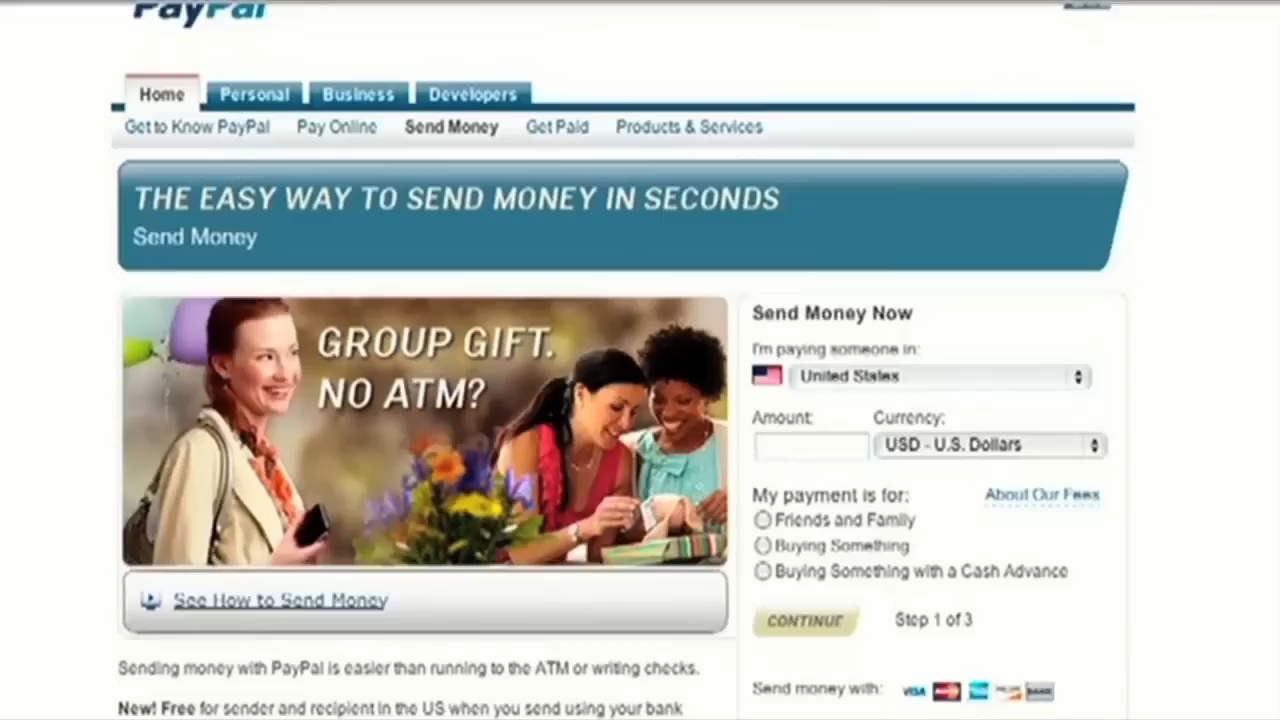 PayPal
Home
Personal
Business
Developers
Get to Know PayPal
Pay Online
Send Money
Get Paid
Products & Services
THE EASY WAY TO SEND MONEY IN SECONDS
Send Money
GROUP GIFT.
NO ATM?
See How to Send Money
Sending money with PayPal is easier than running to the ATM or writing checks.
New! Free for sender and recipient in the US when you send using your bank
Send Money Now
I'm paying someone in:
United States
Amount:
Currency:
USD - U.S. Dollars
My payment is for:
About Our Fees
Friends and Family
Buying Something
Buying Something with a Cash Advance
CONTINUE
Step 1 of 3
Send money with:
VISA
BANK